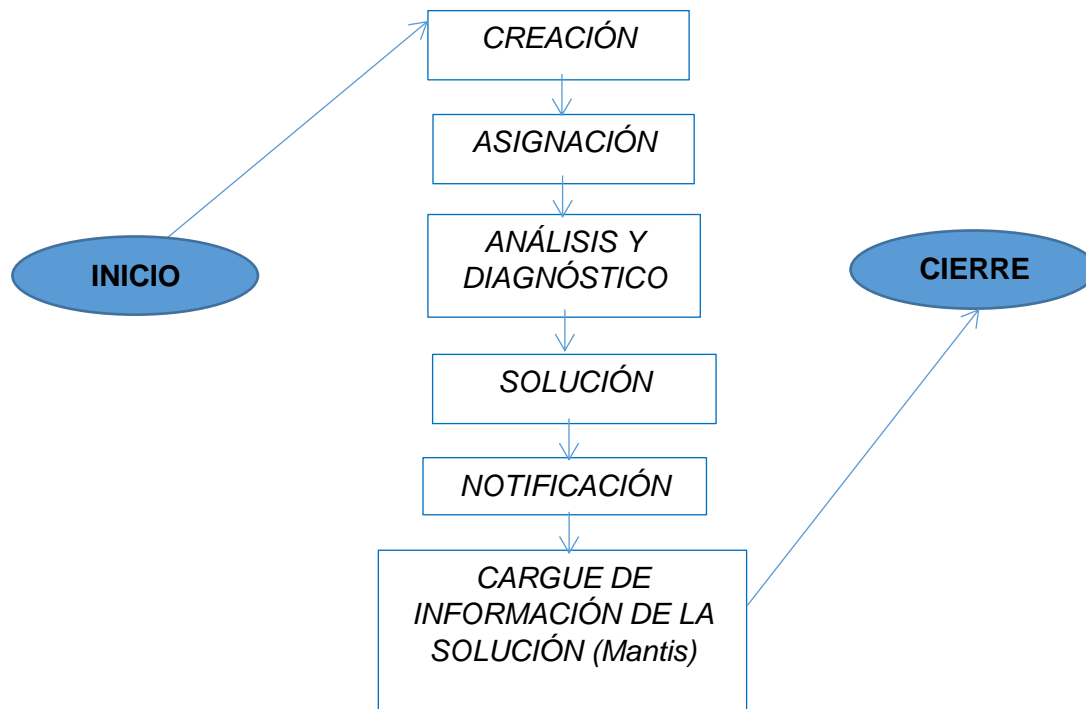 CREACIÓN
ASIGNACIÓN
ANÁLISIS Y
DIAGNÓSTICO
INICIO
CIERRE
SOLUCIÓN
NOTIFICACIÓN
CARGUE DE
INFORMACIÓN DE LA
SOLUCIÓN (Mantis)